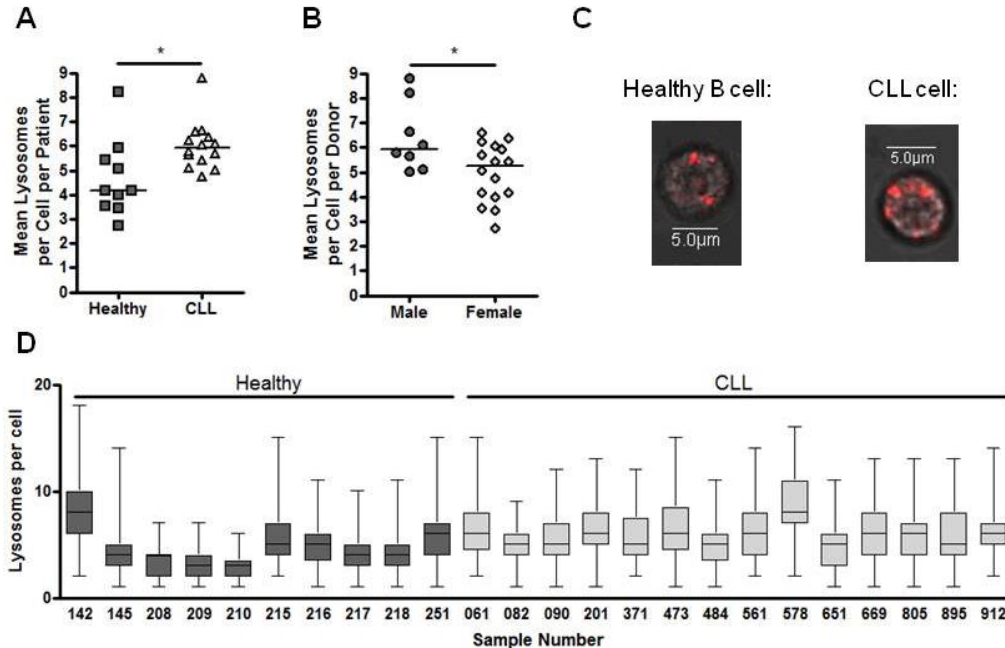 A
*
Mean Lysosomes
per Cell per Patient
9
8
7
6
5
4
3
2
1
0
Healthy
CLL
B
*
Mean Lysosomes
per Cell per Donor
9
8
7
6
5
4
3
2
1
0
Male
Female
C
Healthy B cell:
CLL cell:
5.0µm
5.0µm
D
Healthy
CLL
Lysosomes per cell
20
10
0
142 145 208 209 210 215 216 217 218 251 061 082 090 201 371 473 484 561 578 651 669 805 895 912
Sample Number